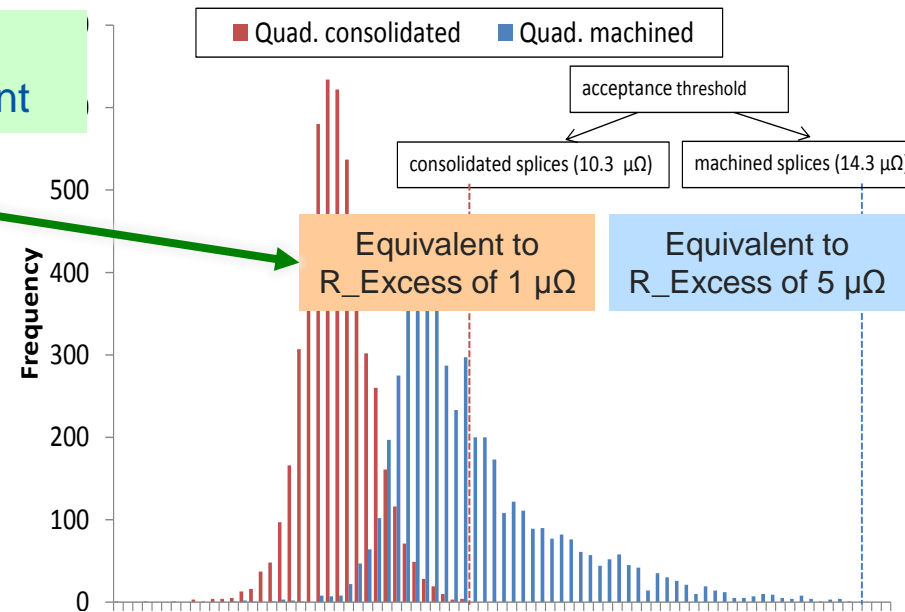 nt
Quad. consolidated
Quad. machined
acceptance threshold
consolidated splices (10.3 μΩ)
machined splices (14.3 μΩ)
Equivalent to
R_Excess of 1 μΩ
Equivalent to
R_Excess of 5 μΩ
Frequency
500
400
300
200
100
0